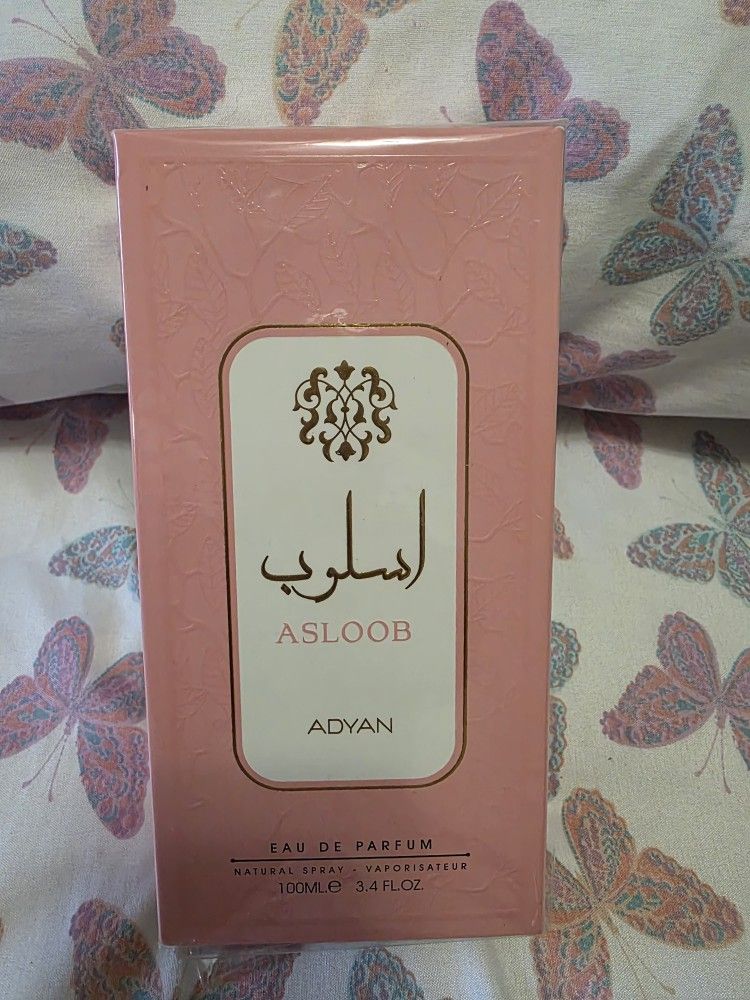 اسلوب
ASLOOB
ADYAN
EAU DE PARFUM
NATURAL SPRAY - VAPORISATEUR
100ML.e 3.4 FL.OZ.